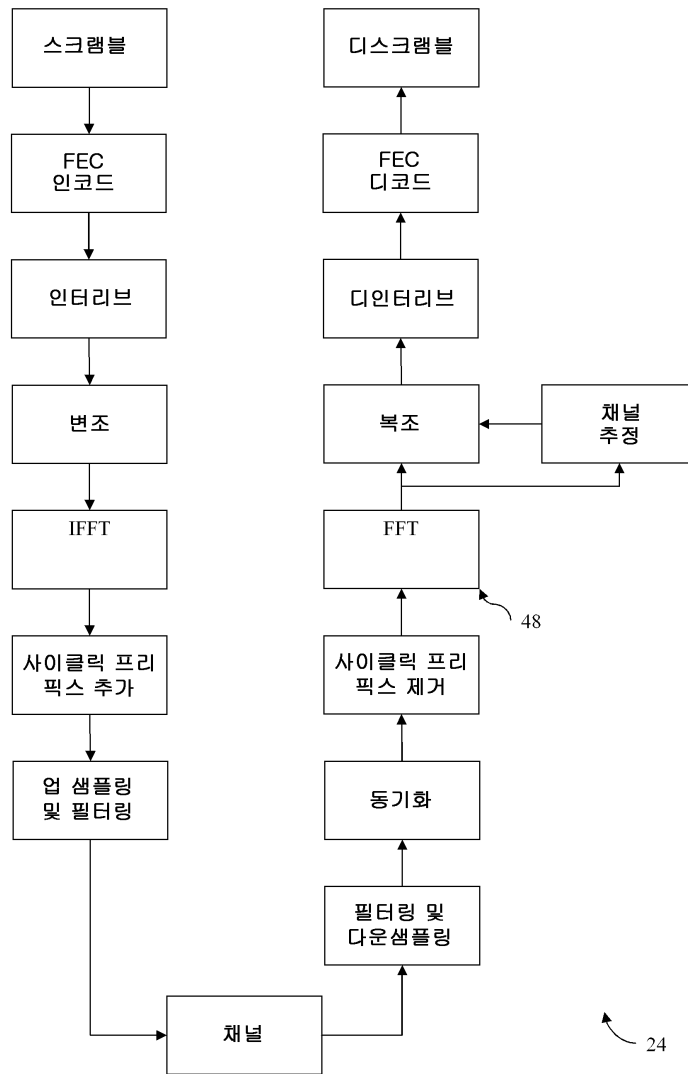 스크램블
FEC
인코드
인터리브
변조
IFFT
사이클릭 프리
픽스 추가
업 샘플링
및 필터링
채널
필터링 및
다운샘플링
동기화
사이클릭 프리
픽스 제거
FFT
48
복조
채널
추정
디인터리브
FEC
디코드
디스크램블
24